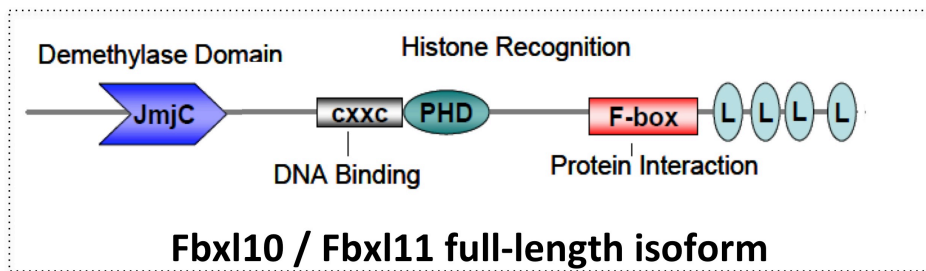 Demethylase Domain
Histone Recognition
JmjC
cxxc
PHD
F-box
L
L
L
L
DNA Binding
Protein Interaction
Fbxl10 / Fbxl11 full-length isoform